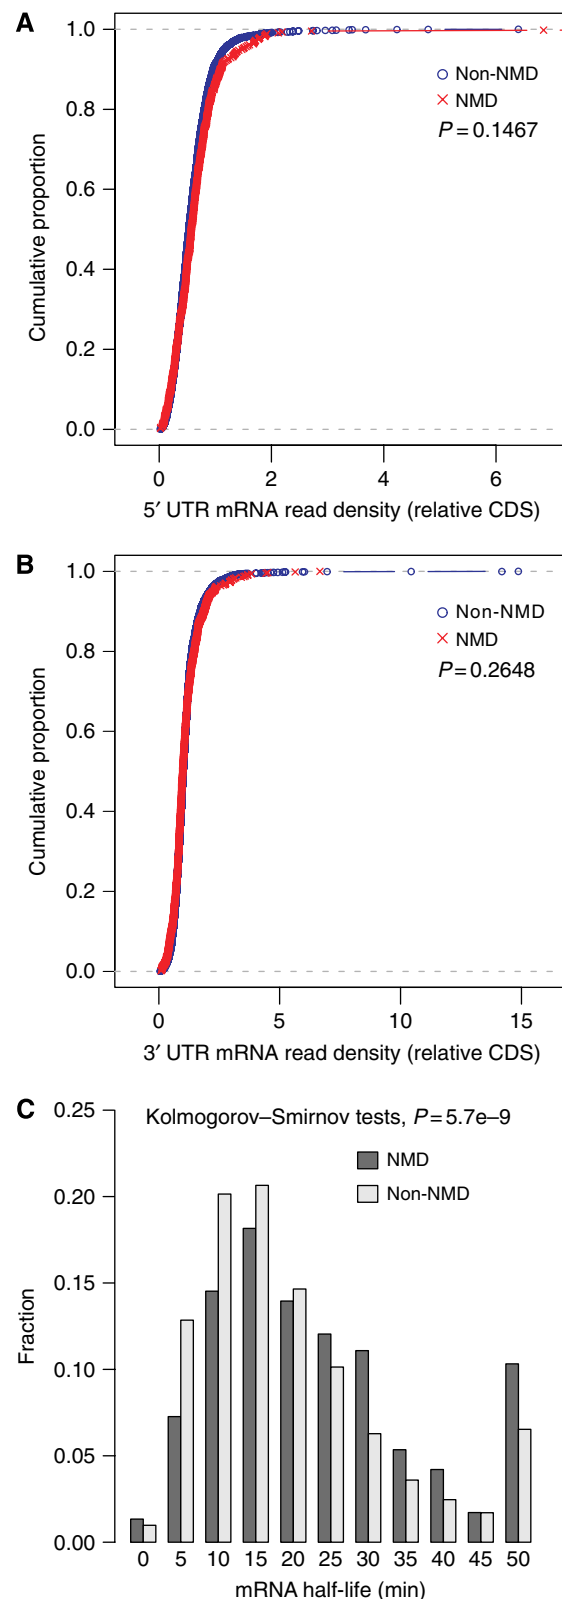 A
1.0
0.8
0.6
0.4
0.2
0.0
Cumulative proportion
Non-NMD
NMD
P = 0.1467
0 2 4 6
5′ UTR mRNA read density (relative CDS)
B
1.0
0.8
0.6
0.4
0.2
0.0
Cumulative proportion
Non-NMD
NMD
P = 0.2648
0 5 10 15
3′ UTR mRNA read density (relative CDS)
C
0.25
0.20
0.15
0.10
0.05
0.00
Fraction
Kolmogorov–Smirnov tests, P = 5.7e–9
NMD
Non-NMD
0 5 10 15 20 25 30 35 40 45 50
mRNA half-life (min)